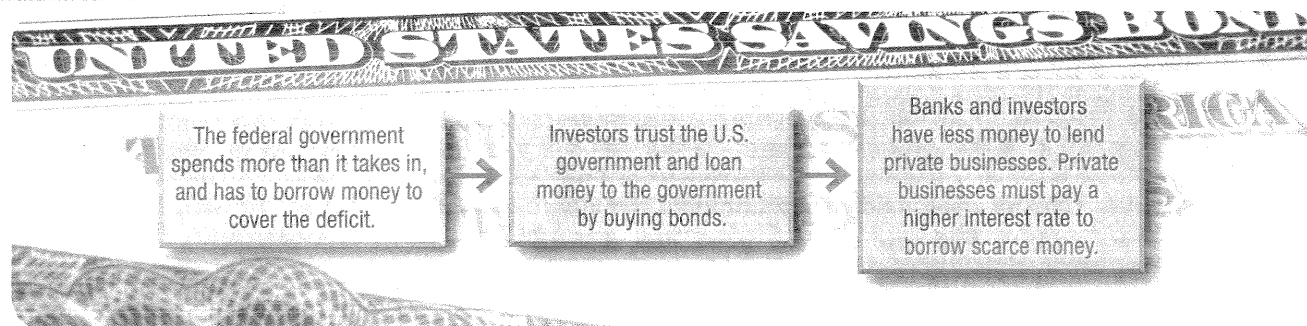 UNITED STATES SAVINGS BOND
The federal government
spends more than it takes in,
and has to borrow money to
cover the deficit.
Investors trust the U.S.
government and loan
money to the government
by buying bonds.
Banks and investors
have less money to lend
private businesses. Private
businesses must pay a
higher interest rate to
borrow scarce money.